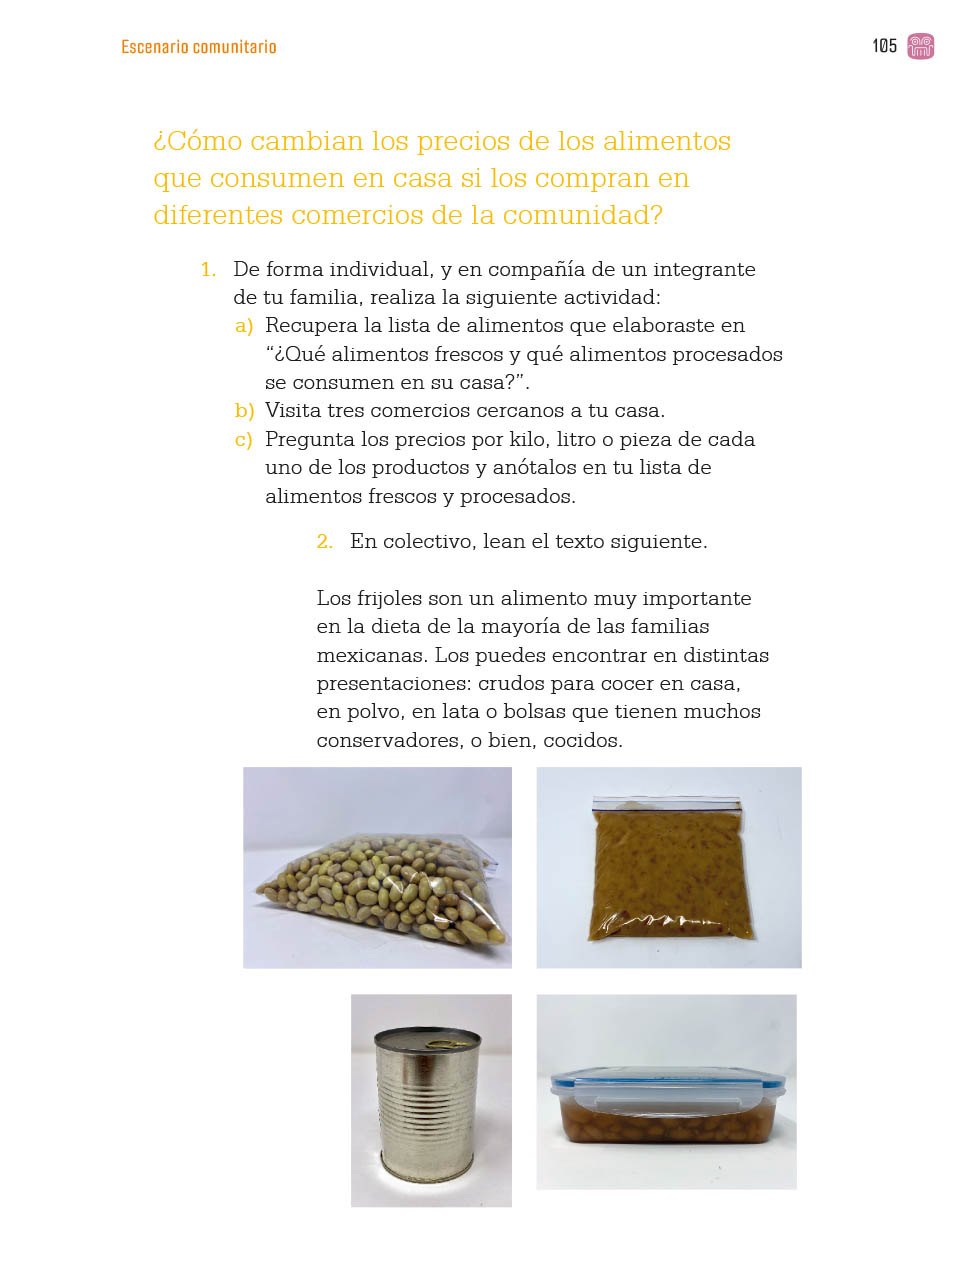 Escenario comunitario
105
¿Cómo cambian los precios de los alimentos
que consumen en casa si los compran en
diferentes comercios de la comunidad?
1. De forma individual, y en compañía de un integrante
de tu familia, realiza la siguiente actividad:
a) Recupera la lista de alimentos que elaboraste en
“¿Qué alimentos frescos y qué alimentos procesados
se consumen en su casa?”.
b) Visita tres comercios cercanos a tu casa.
c) Pregunta los precios por kilo, litro o pieza de cada
uno de los productos y anótalos en tu lista de
alimentos frescos y procesados.
2. En colectivo, lean el texto siguiente.
Los frijoles son un alimento muy importante
en la dieta de la mayoría de las familias
mexicanas. Los puedes encontrar en distintas
presentaciones: crudos para cocer en casa,
en polvo, en lata o bolsas que tienen muchos
conservadores, o bien, cocidos.